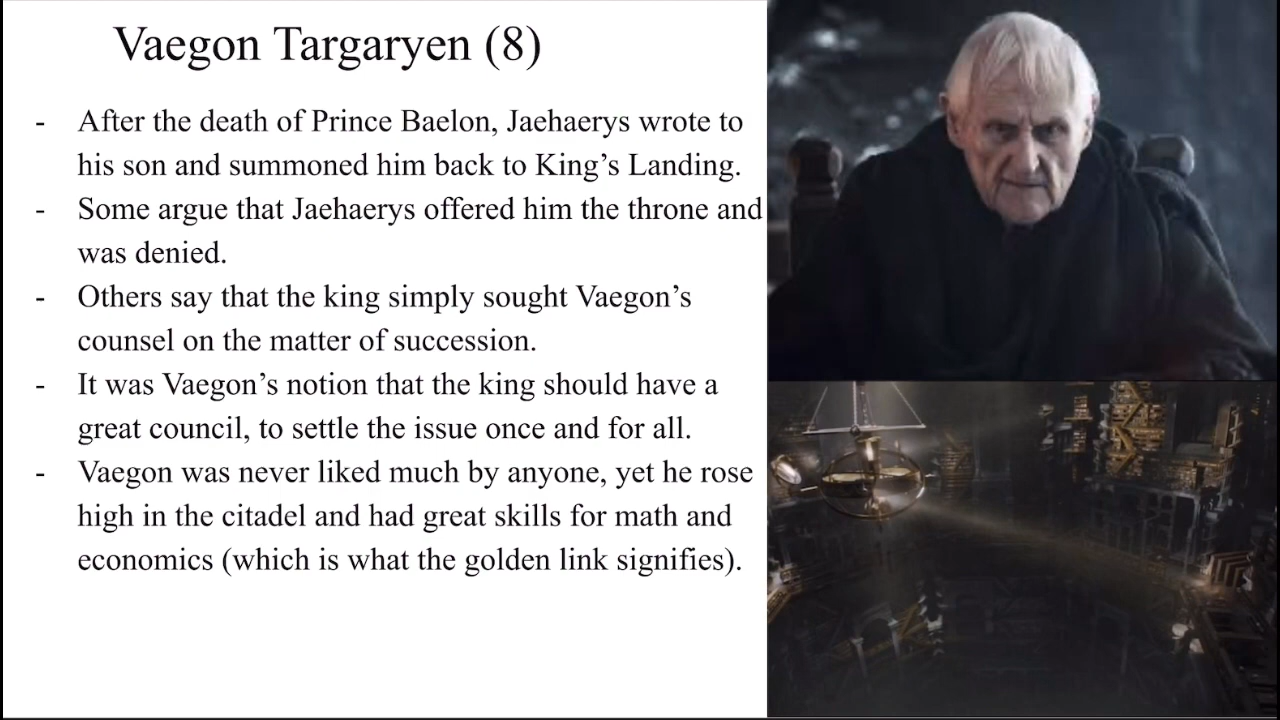 Vaegon Targaryen (8)
- After the death of Prince Baelon, Jaehaerys wrote to
his son and summoned him back to King's Landing.
- Some argue that Jaehaerys offered him the throne and
was denied.
- Others say that the king simply sought Vaegon's
counsel on the matter of succession.
- It was Vaegon's notion that the king should have a
great council, to settle the issue once and for all.
- Vaegon was never liked much by anyone, yet he rose
high in the citadel and had great skills for math and
economics (which is what the golden link signifies).